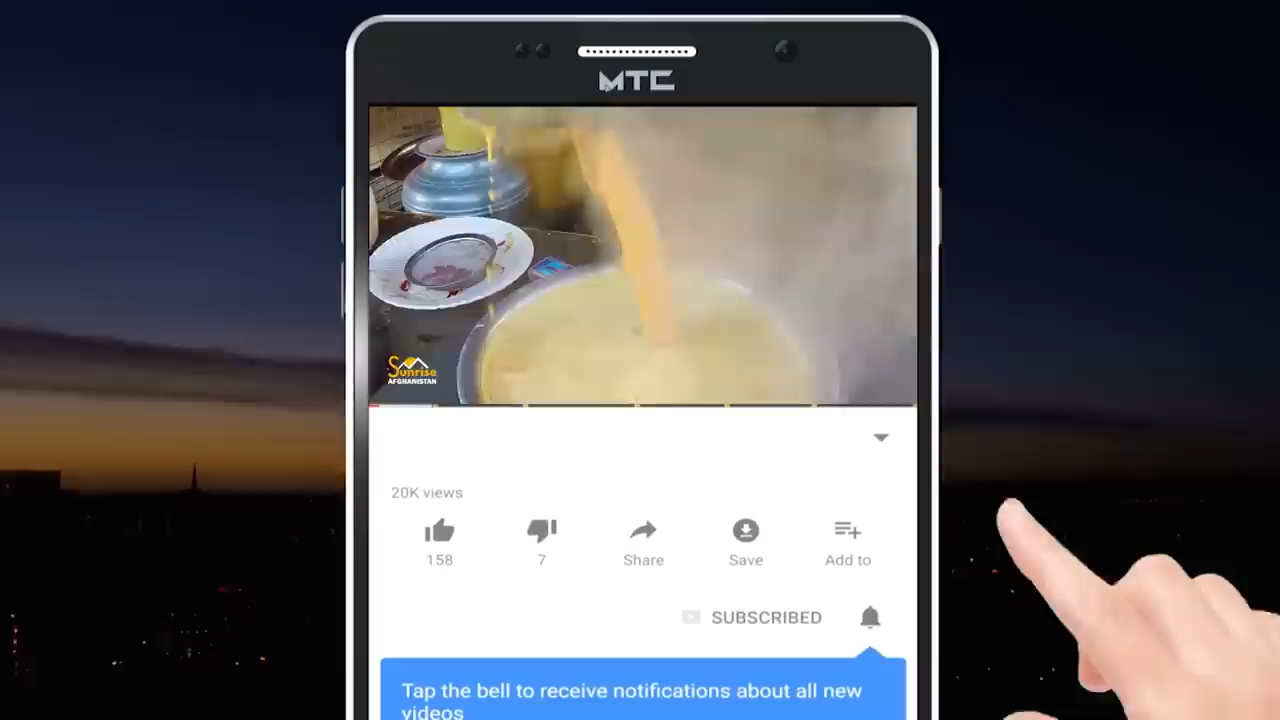 MTC
Sunrise
AFGHANISTAN
20K views
158
7
Share
Save
Add to
SUBSCRIBED
Tap the bell to receive notifications about all new
videos